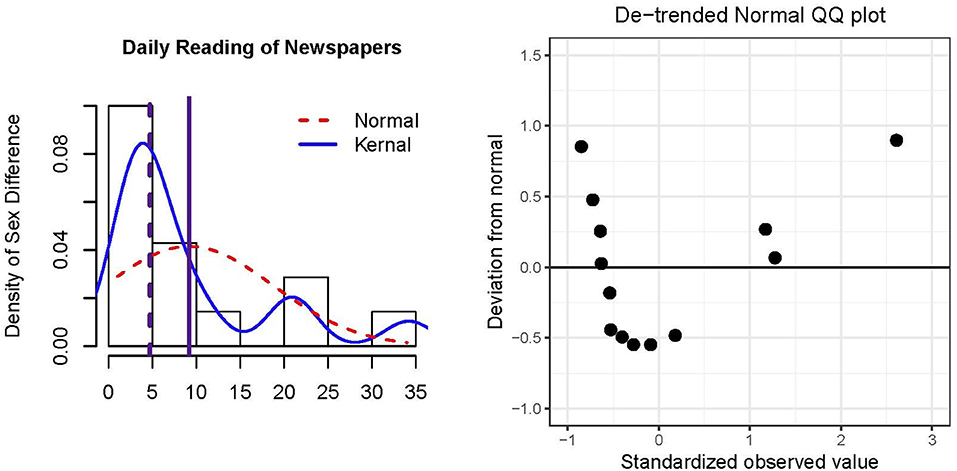 Daily Reading of Newspapers
Density of Sex Difference
0.08
0.04
0.00
Normal
Kernal
0 5 10 15 20 25 30 35
De-trended Normal QQ plot
Deviation from normal
1.5
1.0
0.5
0.0
−0.5
−1.0
−1 0 1 2 3
Standardized observed value